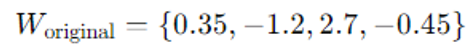 W_original = {0.35, −1.2, 2.7, −0.45}